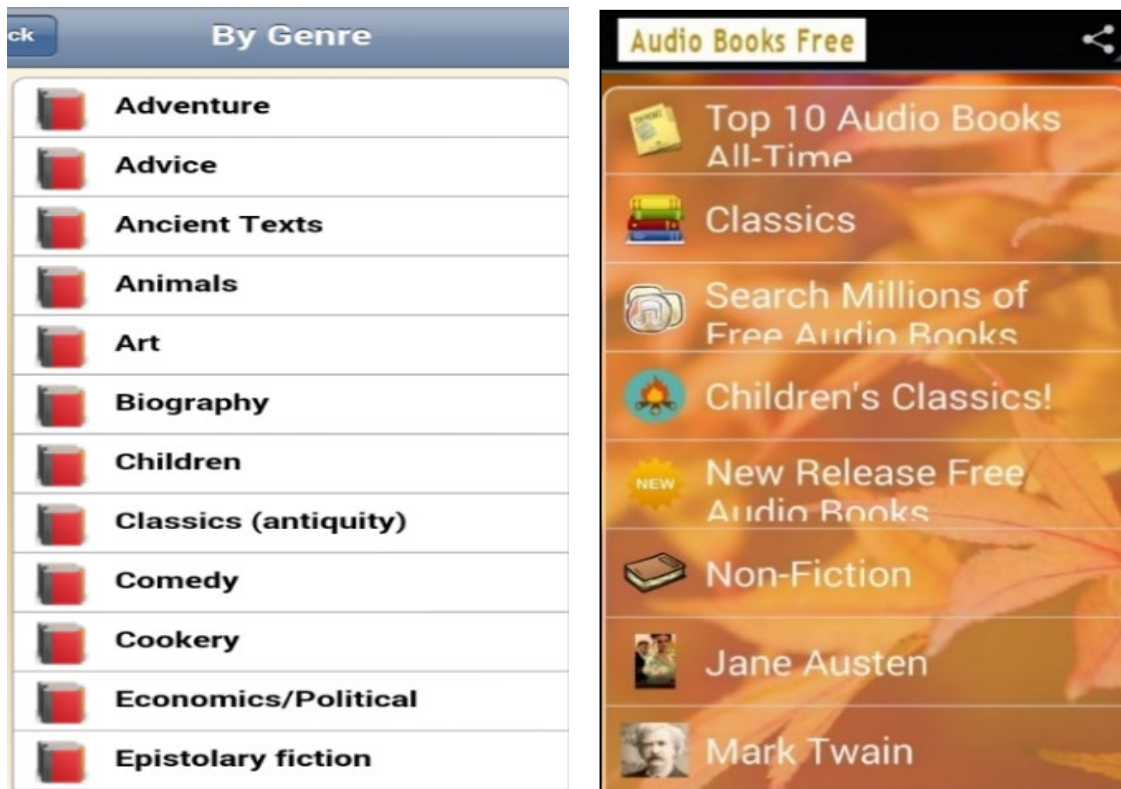 ck
By Genre
Adventure
Advice
Ancient Texts
Animals
Art
Biography
Children
Classics (antiquity)
Comedy
Cookery
Economics/Political
Epistolary fiction
Audio Books Free
Top 10 Audio Books
All-Time
Classics
Search Millions of
Free Audio Books
Children's Classics!
NEW
New Release Free
Audio Books
Non-Fiction
Jane Austen
Mark Twain